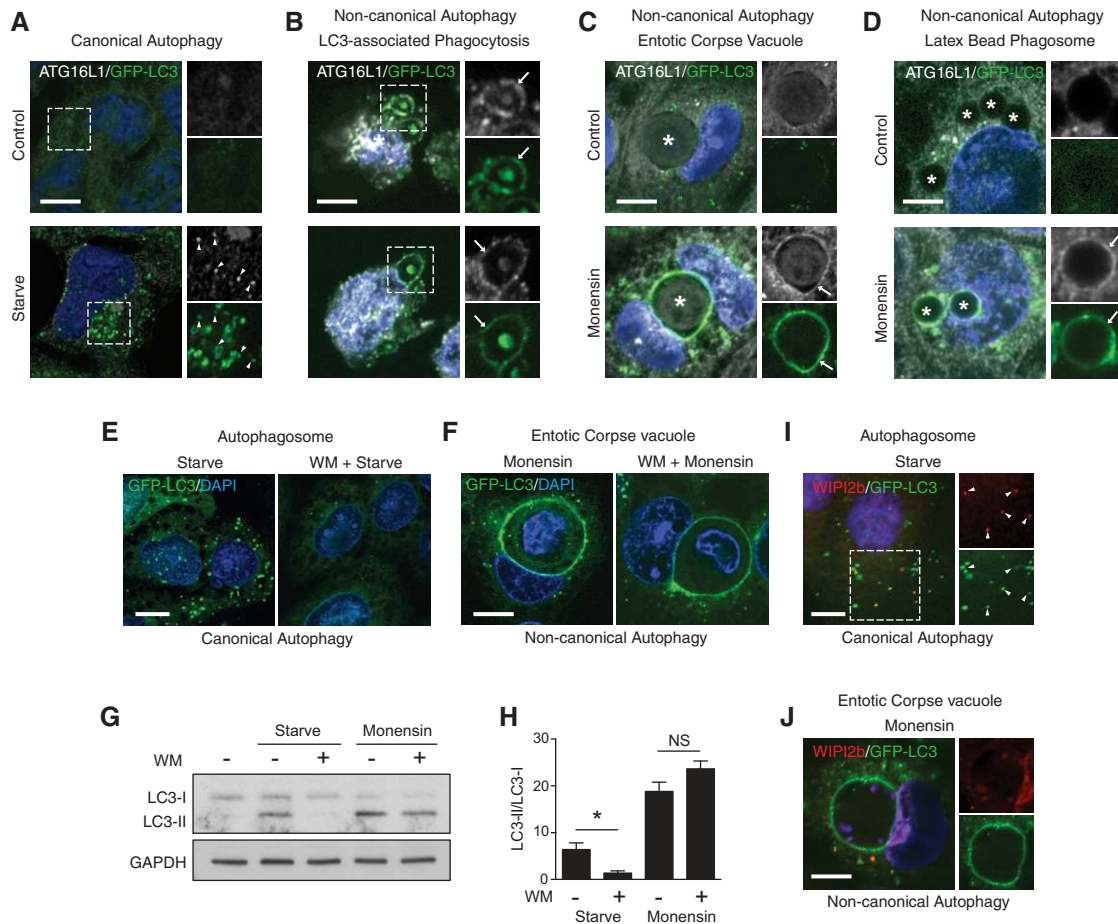 A
Canonical Autophagy
ATG16L1/GFP-LC3
Control
Starve
B
Non-canonical Autophagy
LC3-associated Phagocytosis
ATG16L1/GFP-LC3
*
C
Non-canonical Autophagy
Entotic Corpse Vacuole
ATG16L1/GFP-LC3
Control
*
Monensin
*
D
Non-canonical Autophagy
Latex Bead Phagosome
ATG16L1/GFP-LC3
Control
* * * *
Monensin
* *
E
Autophagosome
Starve
WM + Starve
GFP-LC3/DAPI
Canonical Autophagy
F
Entotic Corpse vacuole
Monensin
WM + Monensin
GFP-LC3/DAPI
Non-canonical Autophagy
I
Autophagosome
Starve
WIPI2b/GFP-LC3
Canonical Autophagy
G
Starve Monensin
WM - - + - +
LC3-I
LC3-II
GAPDH
H
LC3-II/LC3-I
30
20
10
0
*
NS
WM - + - +
Starve Monensin
J
Entotic Corpse vacuole
Monensin
WIPI2b/GFP-LC3
Non-canonical Autophagy